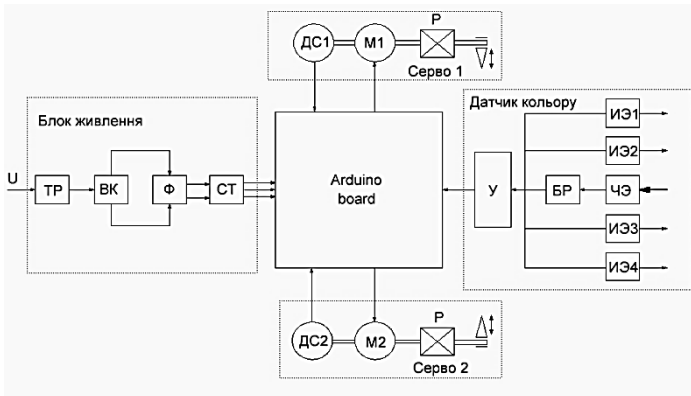 ДС1
М1
Р
Серво 1
Блок живлення
U
ТР
ВК
Ф
СТ
Arduino
board
Датчик кольору
У
БР
ЧЭ
ИЭ1
ИЭ2
ИЭ3
ИЭ4
ДС2
М2
Р
Серво 2